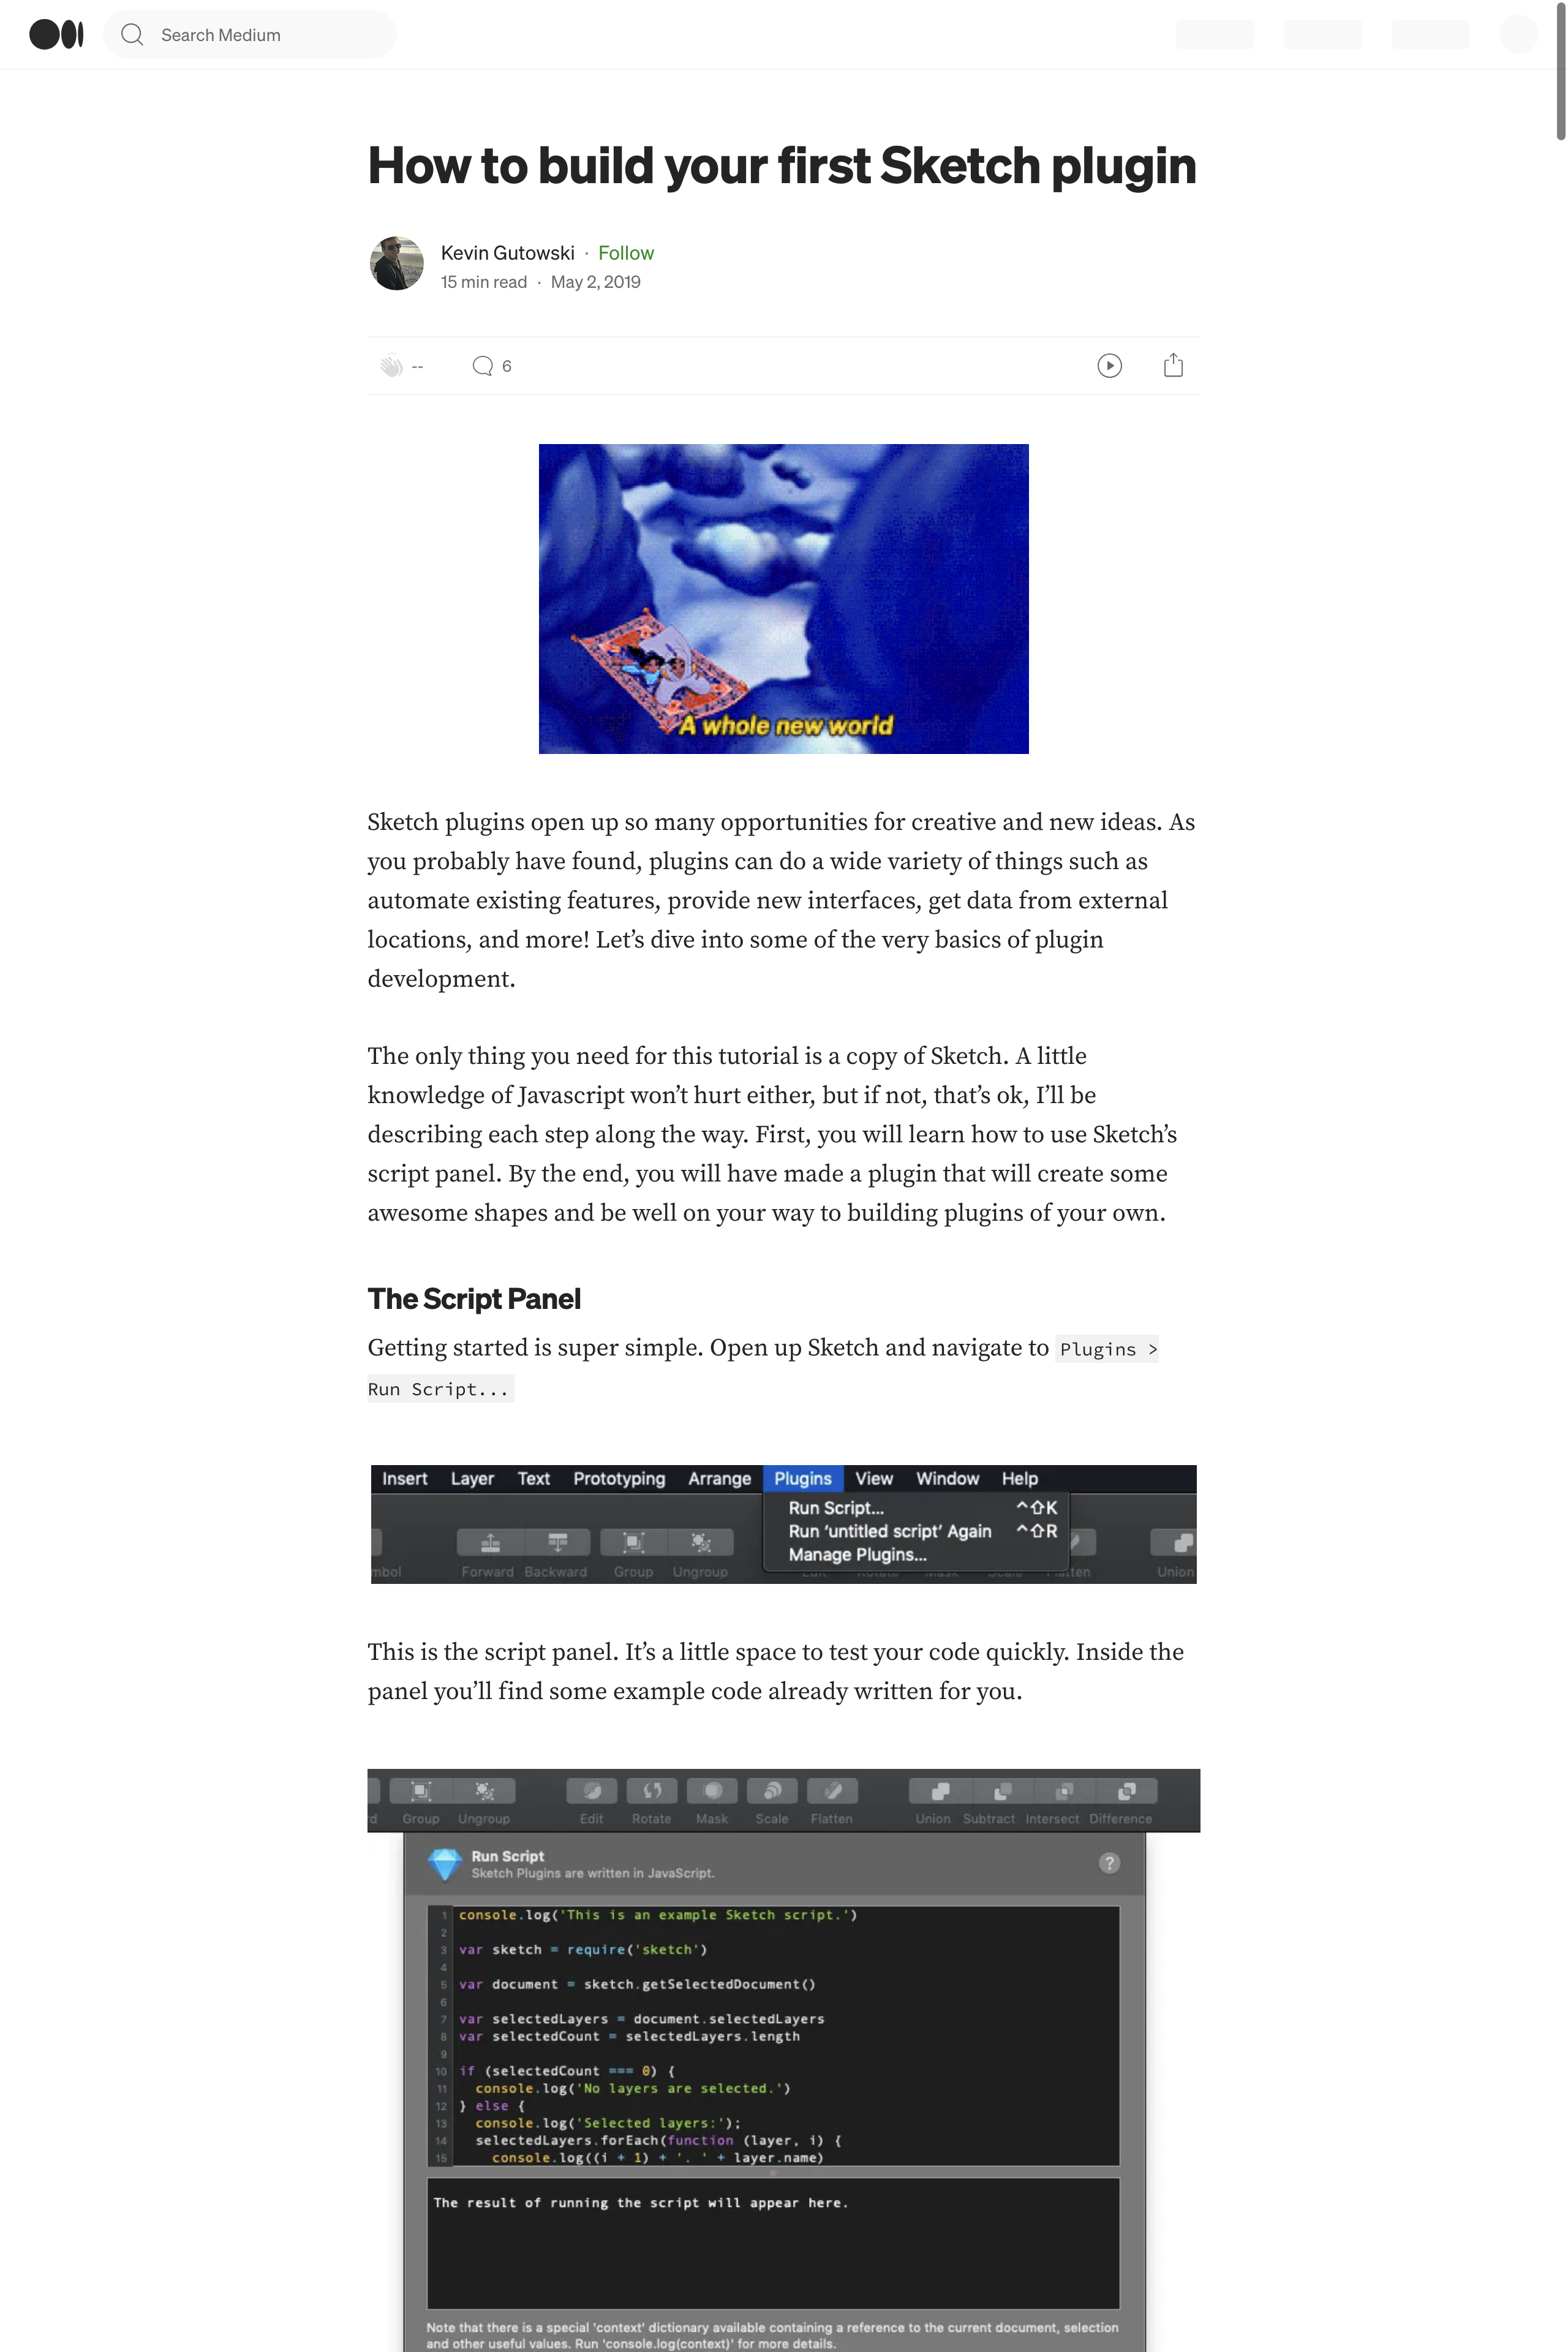 Search Medium
How to build your first Sketch plugin
Kevin Gutowski · Follow
15 min read · May 2, 2019
--
6
A whole new world
Sketch plugins open up so many opportunities for creative and new ideas. As
you probably have found, plugins can do a wide variety of things such as
automate existing features, provide new interfaces, get data from external
locations, and more! Let’s dive into some of the very basics of plugin
development.
The only thing you need for this tutorial is a copy of Sketch. A little
knowledge of Javascript won’t hurt either, but if not, that’s ok, I’ll be
describing each step along the way. First, you will learn how to use Sketch’s
script panel. By the end, you will have made a plugin that will create some
awesome shapes and be well on your way to building plugins of your own.
The Script Panel
Getting started is super simple. Open up Sketch and navigate to Plugins >
Run Script...
Insert Layer Text Prototyping Arrange Plugins View Window Help
Run Script... ^⇧K
Run ‘untitled script’ Again ^⇧R
Manage Plugins...
mbol Forward Backward Group Ungroup Edit Rotate Mask Scale Flatten Union
This is the script panel. It’s a little space to test your code quickly. Inside the
panel you’ll find some example code already written for you.
rd Group Ungroup Edit Rotate Mask Scale Flatten Union Subtract Intersect Difference
Run Script
Sketch Plugins are written in JavaScript.
?
1 console.log('This is an example Sketch script.')
2
3 var sketch = require('sketch')
4
5 var document = sketch.getSelectedDocument()
6
7 var selectedLayers = document.selectedLayers
8 var selectedCount = selectedLayers.length
9
10 if (selectedCount === 0) {
11 console.log('No layers are selected.')
12 } else {
13 console.log('Selected layers:');
14 selectedLayers.forEach(function (layer, i) {
15 console.log((i + 1) + '. ' + layer.name)
The result of running the script will appear here.
Note that there is a special 'context' dictionary available containing a reference to the current document, selection
and other useful values. Run 'console.log(context)' for more details.